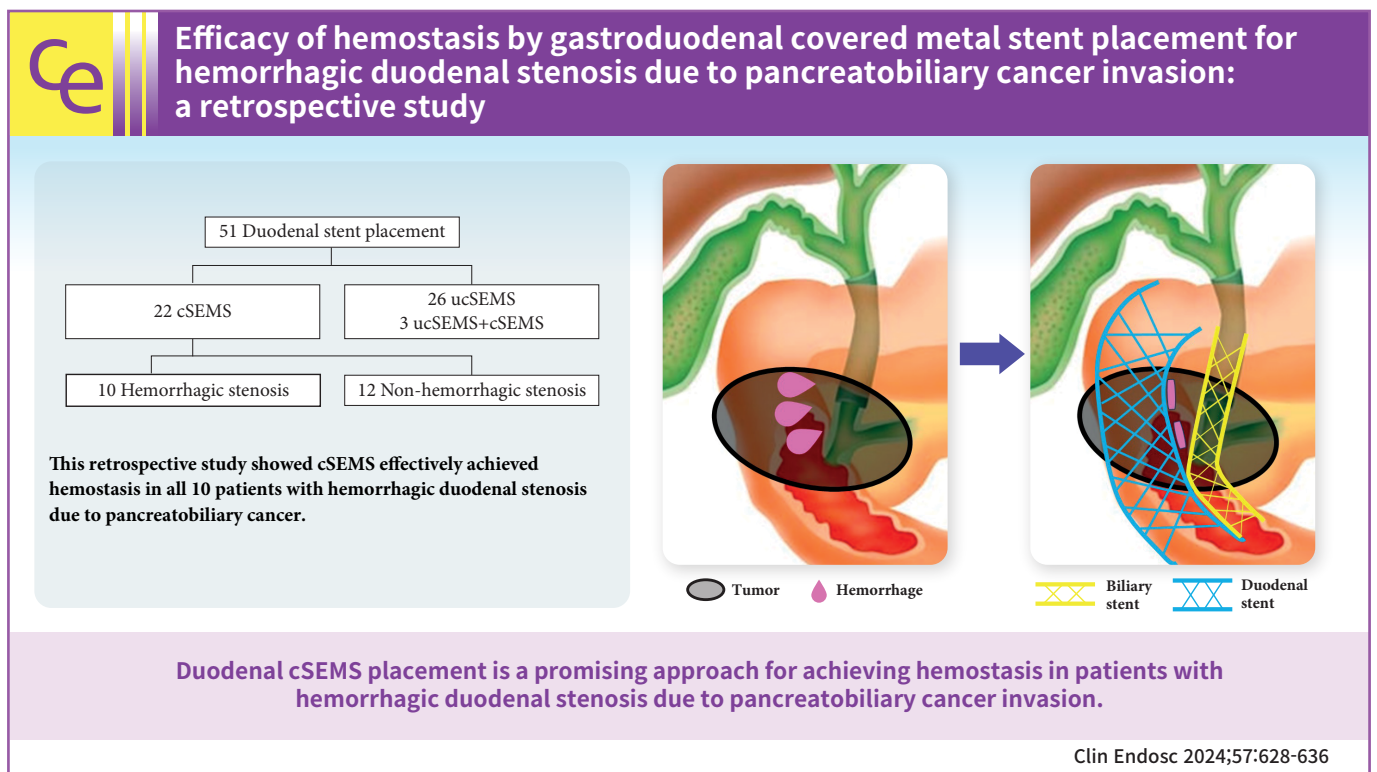 ce
Efficacy of hemostasis by gastroduodenal covered metal stent placement for
hemorrhagic duodenal stenosis due to pancreatobiliary cancer invasion:
a retrospective study
51 Duodenal stent placement
22 cSEMS
26 ucSEMS
3 ucSEMS+cSEMS
10 Hemorrhagic stenosis
12 Non-hemorrhagic stenosis
This retrospective study showed cSEMS effectively achieved
hemostasis in all 10 patients with hemorrhagic duodenal stenosis
due to pancreatobiliary cancer.
Tumor
Hemorrhage
Biliary
stent
Duodenal
stent
Duodenal cSEMS placement is a promising approach for achieving hemostasis in patients with
hemorrhagic duodenal stenosis due to pancreatobiliary cancer invasion.
Clin Endosc 2024;57:628-636